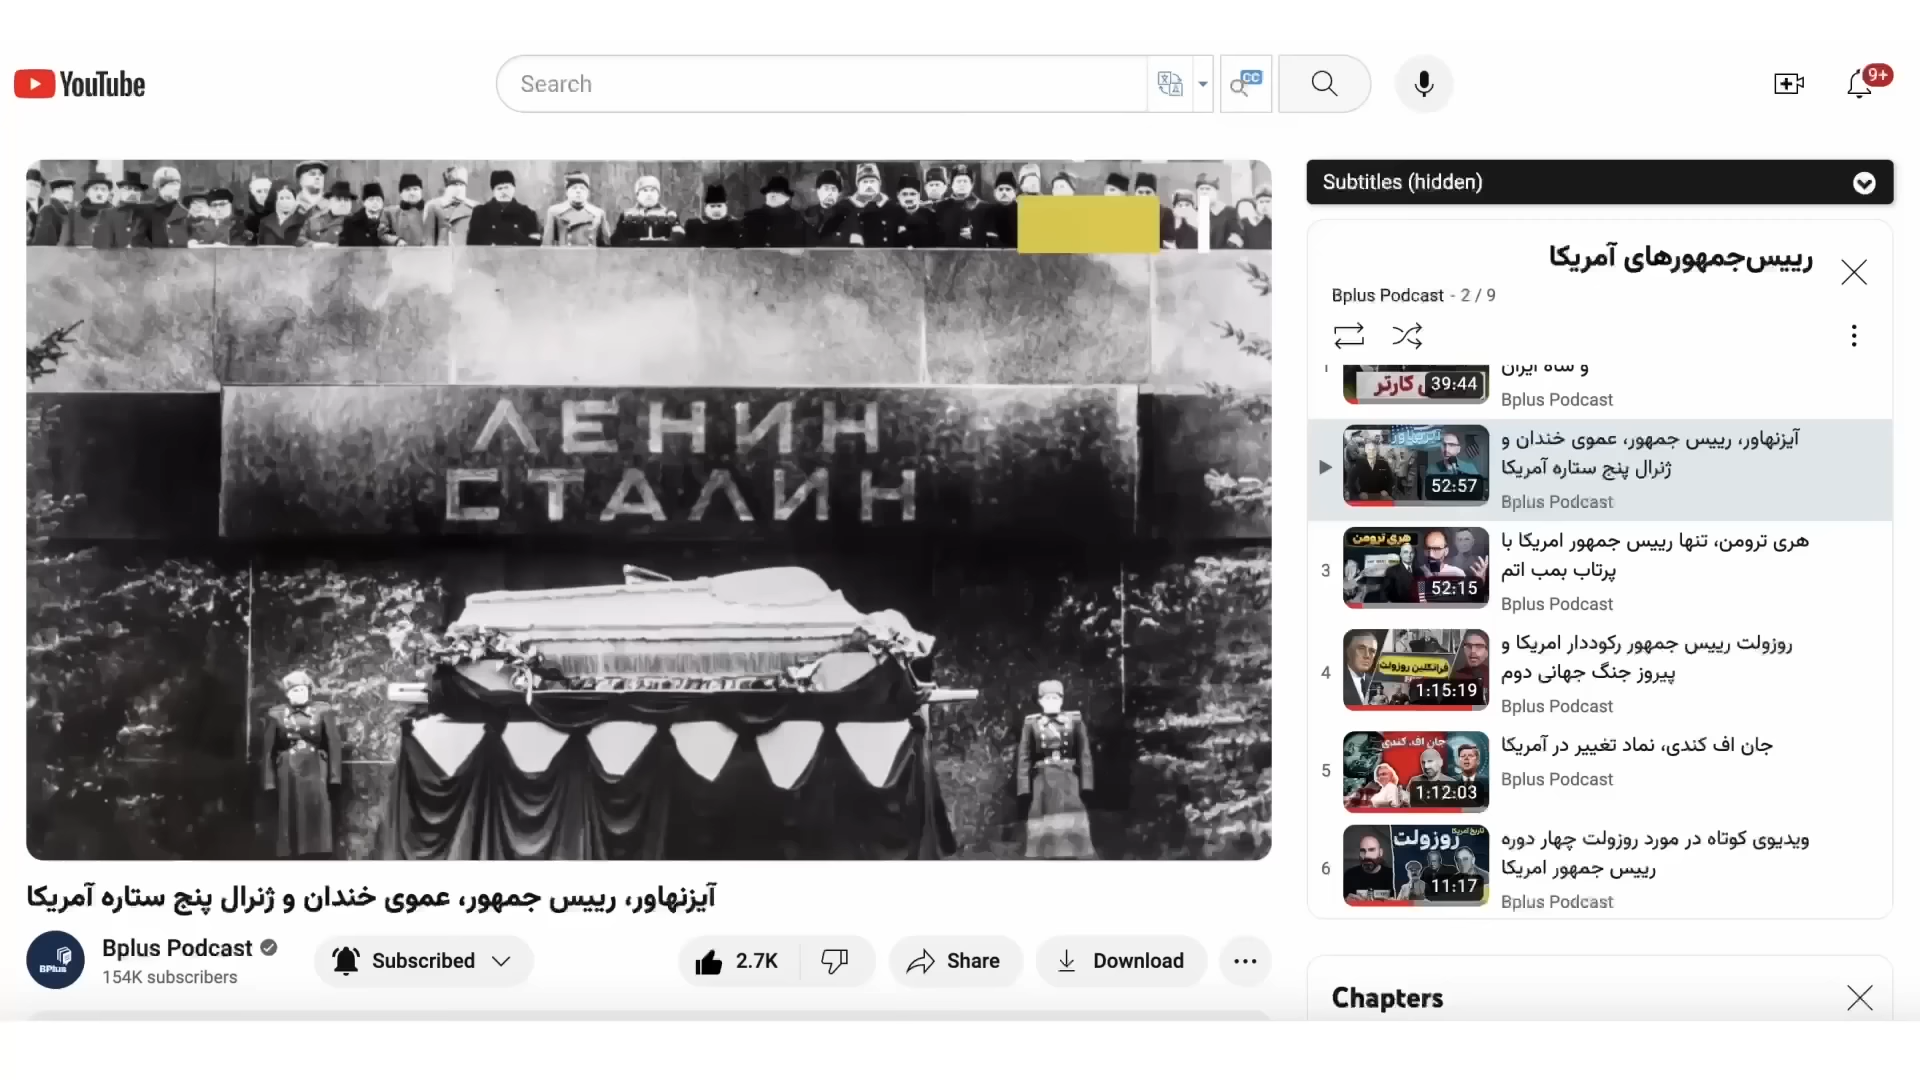 YouTube
Search
CC
9+
ЛЕНИН
СТАЛИН
آیزنهاور، رییس جمهور، عموی خندان و ژنرال پنج ستاره آمریکا
BPlus
Bplus Podcast
154K subscribers
Subscribed
2.7K
Share
Download
Subtitles (hidden)
رییس‌جمهورهای آمریکا
Bplus Podcast - 2 / 9
و شاه ایران
39:44
Bplus Podcast
آیزنهاور، رییس جمهور، عموی خندان و
ژنرال پنج ستاره آمریکا
52:57
Bplus Podcast
3
هری ترومن
هری ترومن، تنها رییس جمهور امریکا با
پرتاب بمب اتم
52:15
Bplus Podcast
4
فرانکلین روزولت
روزولت رییس جمهور رکوددار امریکا و
پیروز جنگ جهانی دوم
1:15:19
Bplus Podcast
5
جان اف کندی
جان اف کندی، نماد تغییر در آمریکا
1:12:03
Bplus Podcast
6
تاریخ امریکا
روزولت
ویدیوی کوتاه در مورد روزولت چهار دوره
رییس جمهور امریکا
11:17
Bplus Podcast
Chapters